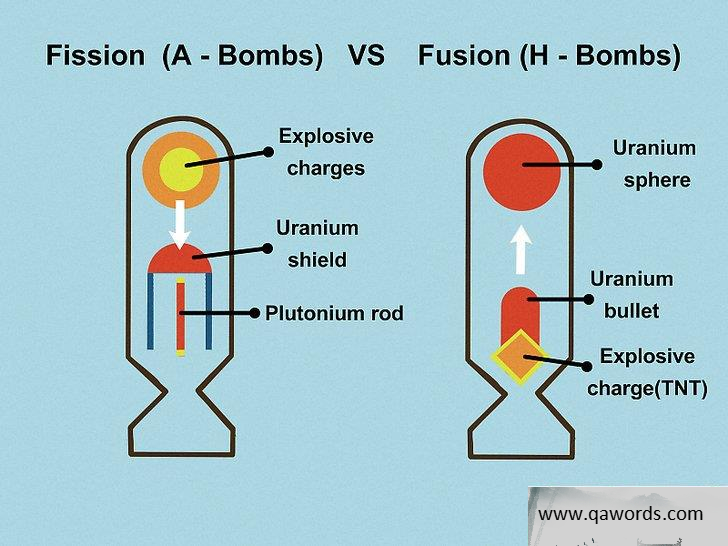 Fission (A - Bombs) VS Fusion (H - Bombs)
Explosive
charges
Uranium
shield
Plutonium rod
Uranium
sphere
Uranium
bullet
Explosive
charge(TNT)
www.qawords.com